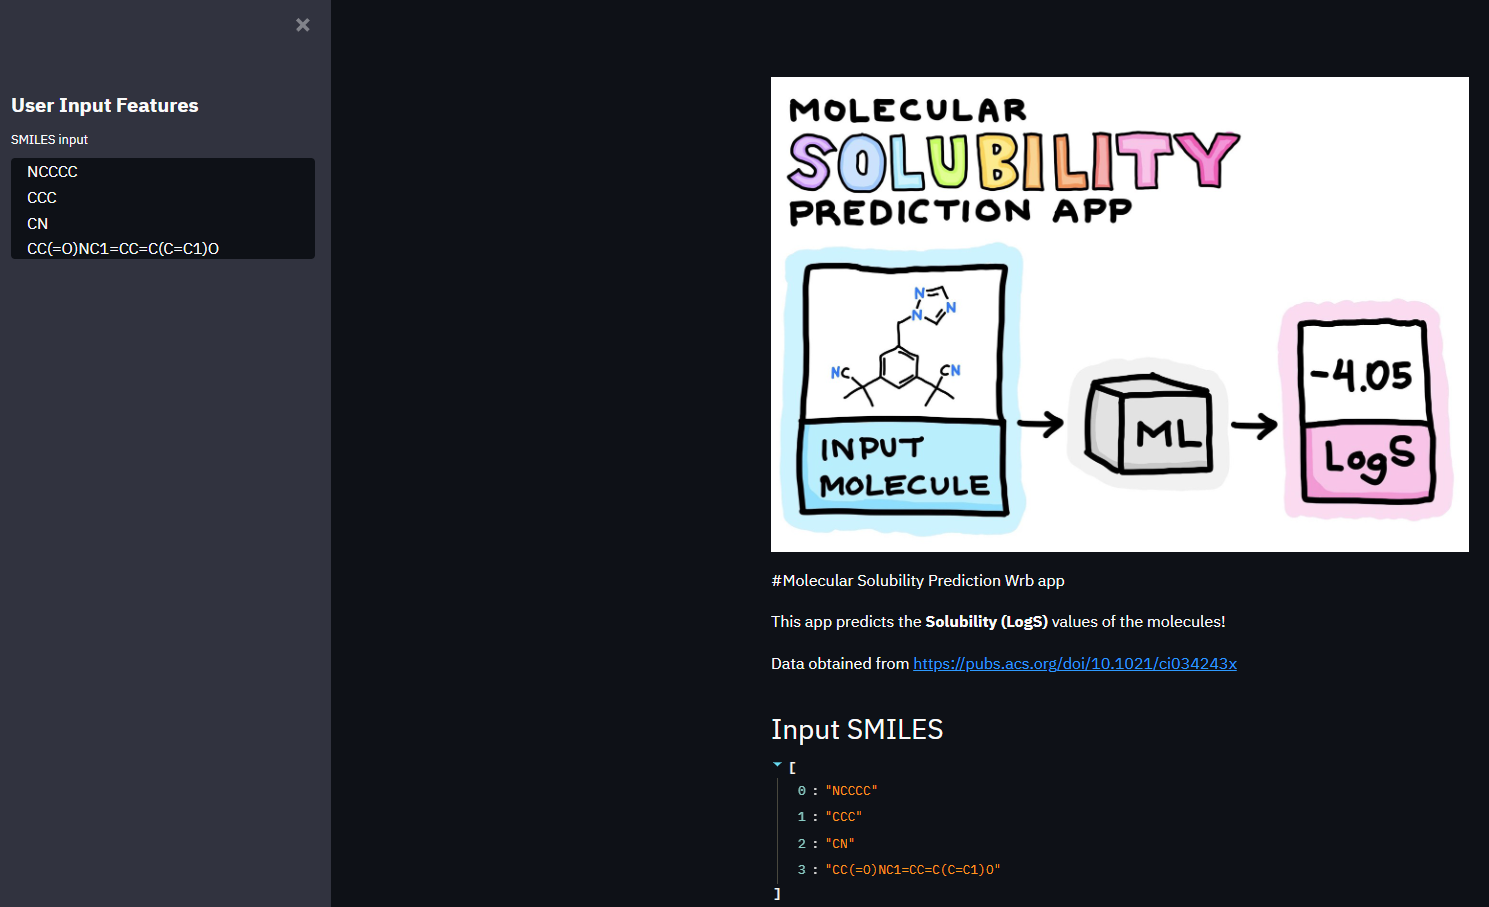 ×
User Input Features
SMILES input
NCCCC
CCC
CN
CC(=O)NC1=CC=C(C=C1)O
MOLECULAR
SOLUBILITY
PREDICTION APP
N
N
N
NC
CN
INPUT
MOLECULE
ML
-4.05
LogS
#Molecular Solubility Prediction Wrb app
This app predicts the Solubility (LogS) values of the molecules!
Data obtained from https://pubs.acs.org/doi/10.1021/ci034243x
Input SMILES
[
0 : "NCCCC"
1 : "CCC"
2 : "CN"
3 : "CC(=O)NC1=CC=C(C=C1)O"
]